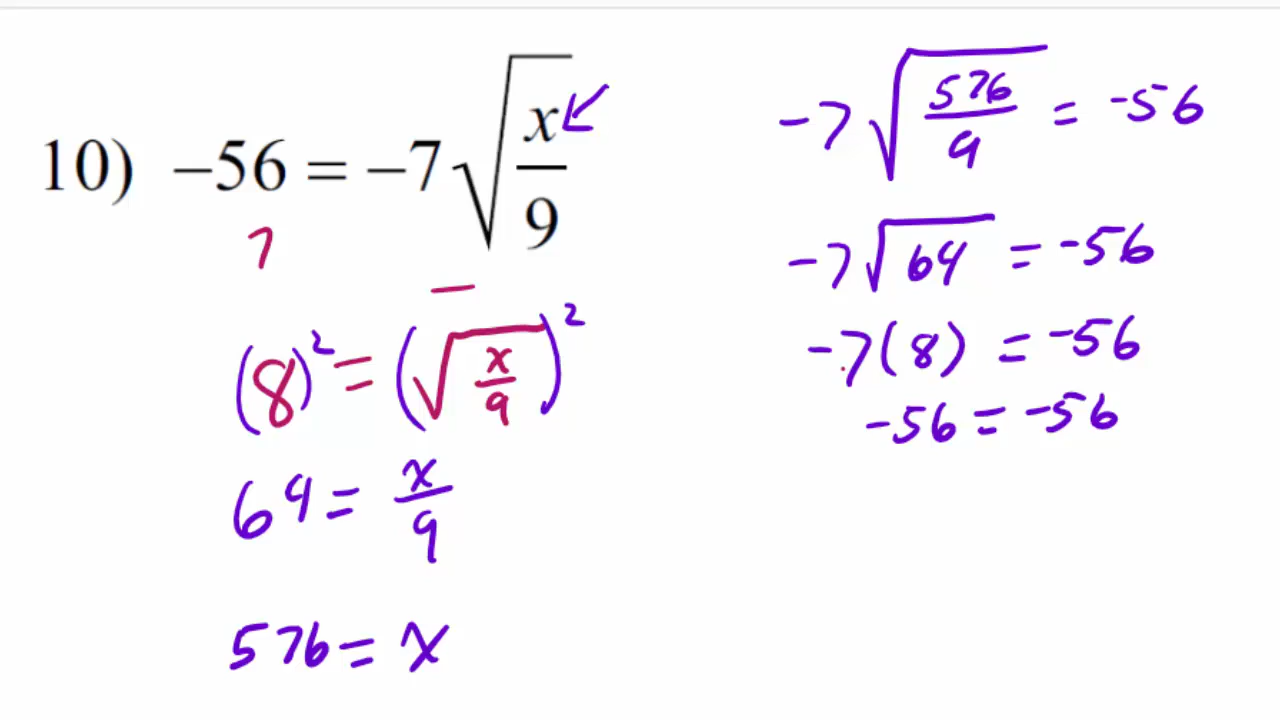 10) −56 = −7√(x/9)
7
—
(8)² = (√(x/9))²
64 = x/9
576 = x
-7√(576/9) = -56
-7√64 = -56
-7(8) = -56
-56 = -56